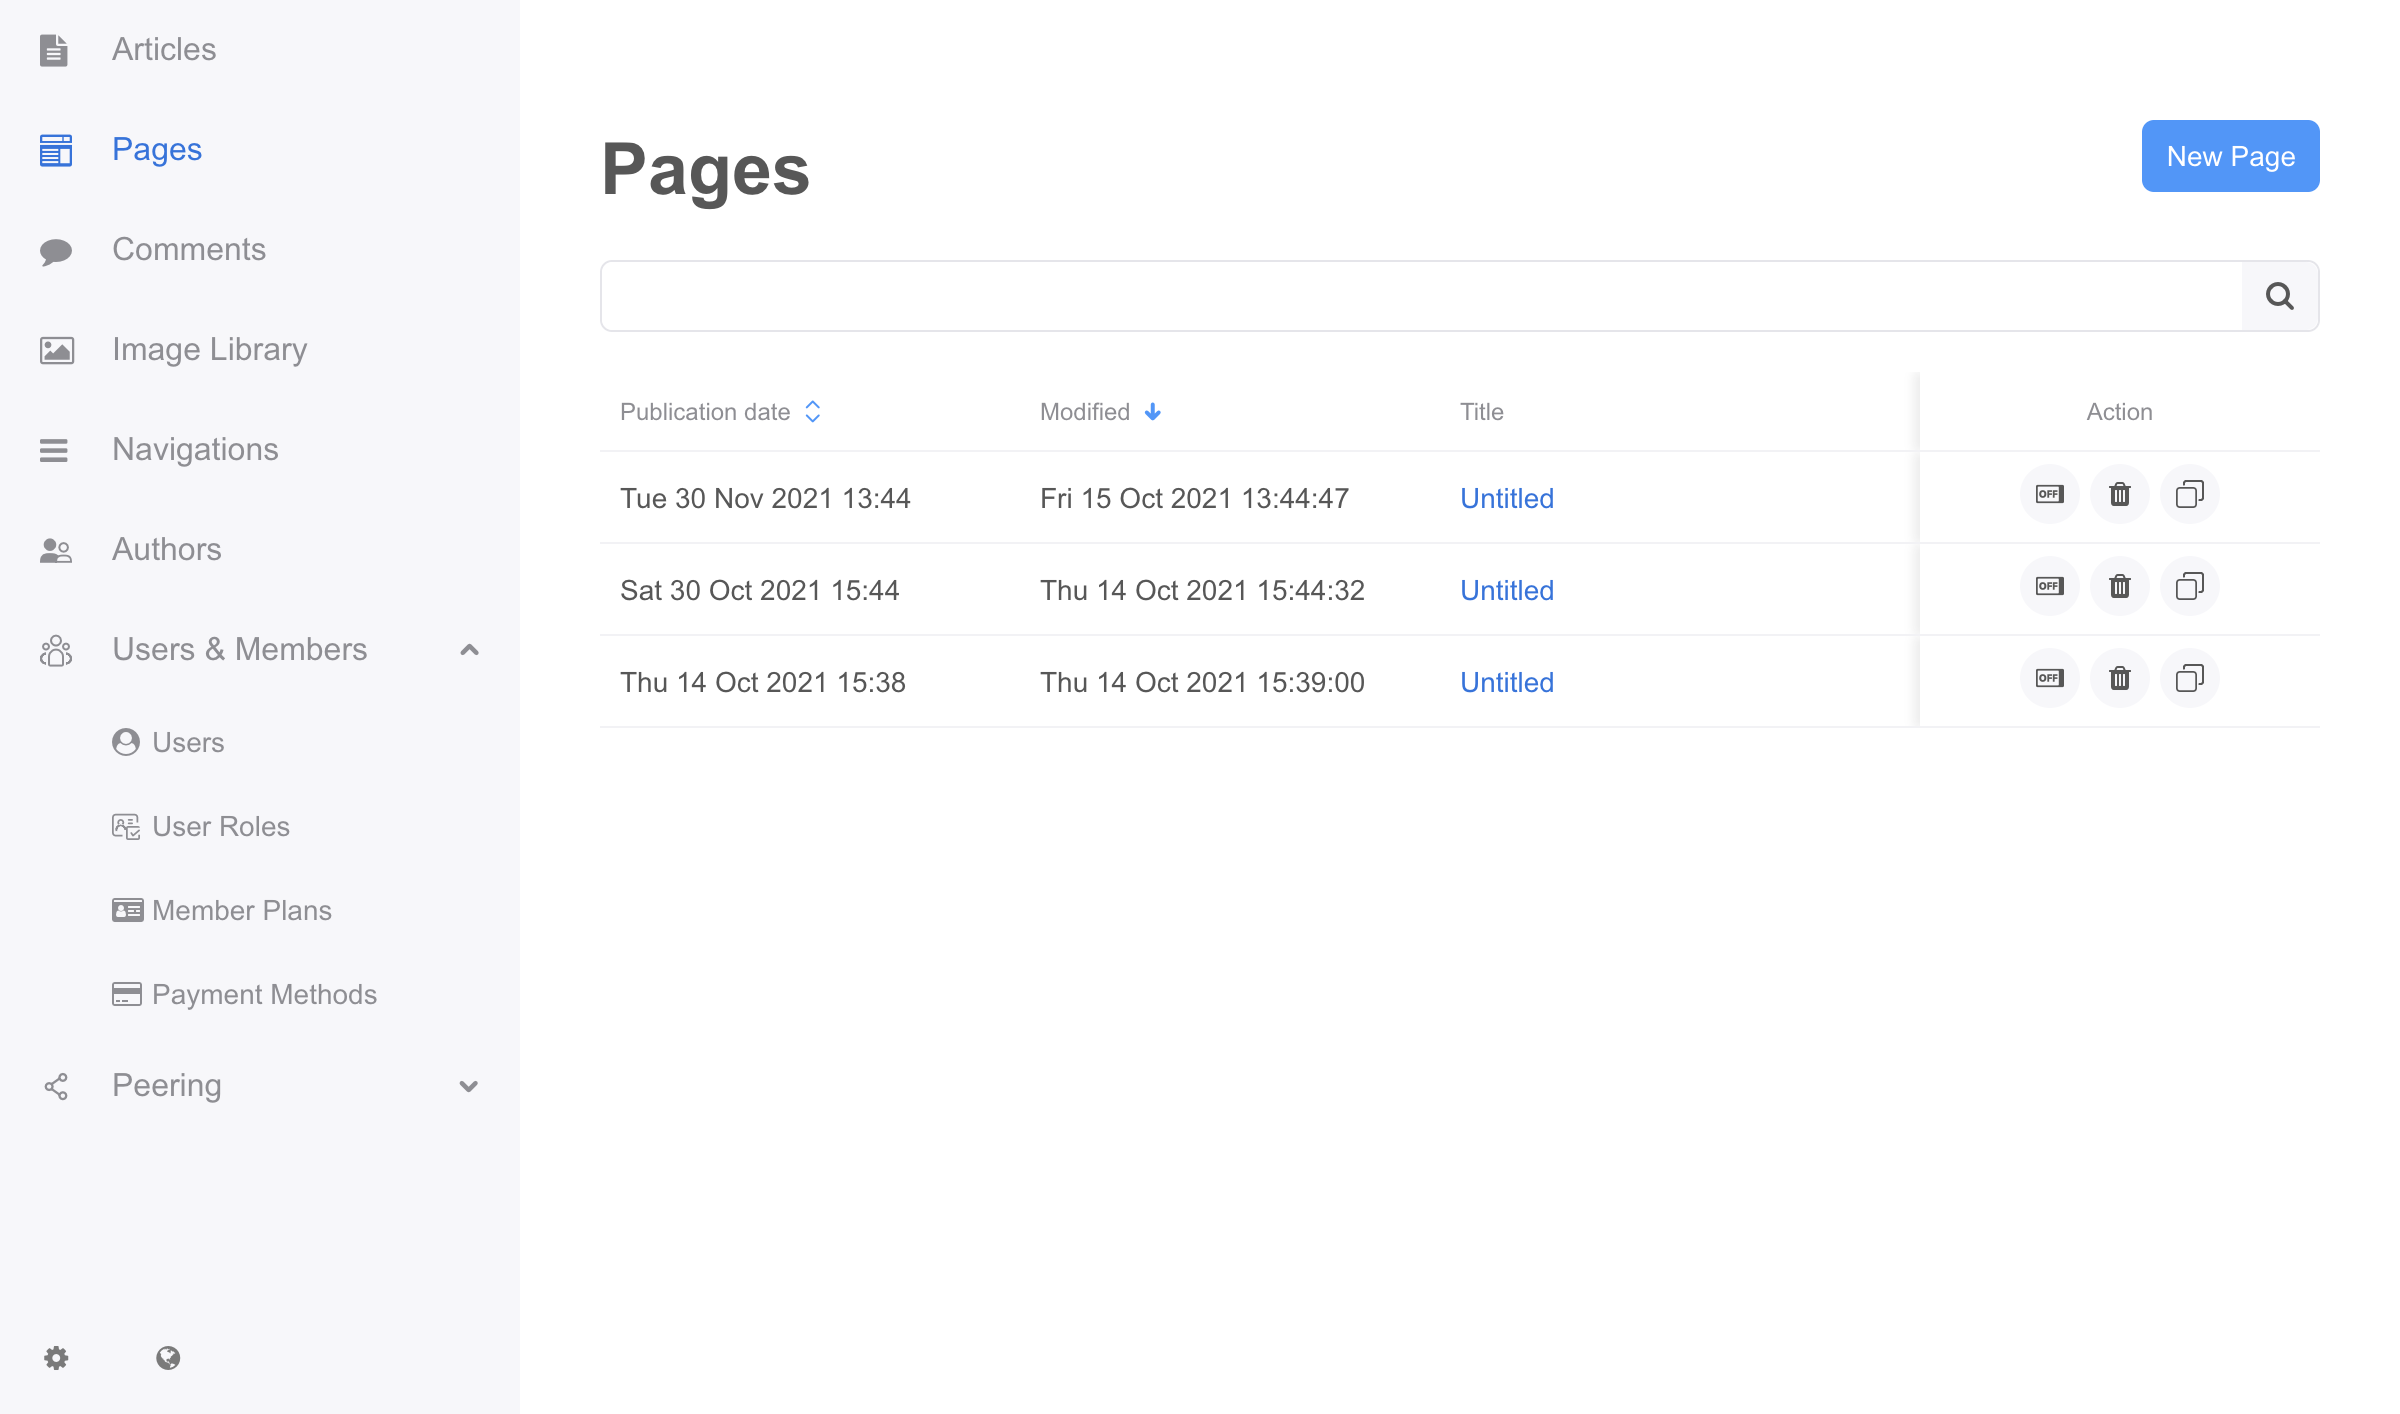 Articles
Pages
Comments
Image Library
Navigations
Authors
Users & Members
Users
User Roles
Member Plans
Payment Methods
Peering
Pages
New Page
Publication date Modified Title Action
Tue 30 Nov 2021 13:44 Fri 15 Oct 2021 13:44:47 Untitled OFF
Sat 30 Oct 2021 15:44 Thu 14 Oct 2021 15:44:32 Untitled OFF
Thu 14 Oct 2021 15:38 Thu 14 Oct 2021 15:39:00 Untitled OFF